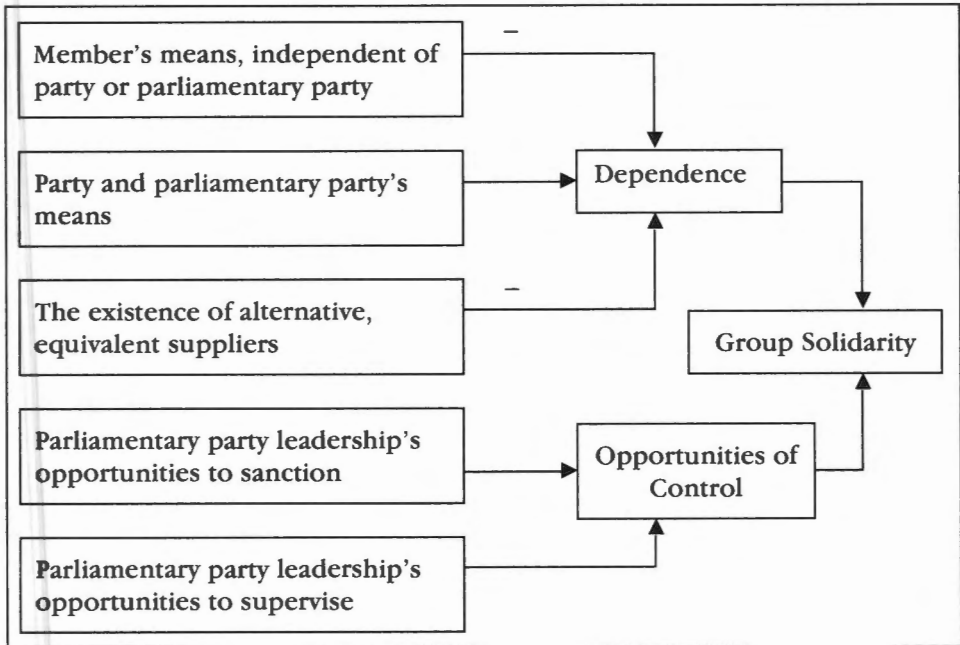 –
Member's means, independent of
party or parliamentary party
Party and parliamentary party's
means
Dependence
–
The existence of alternative,
equivalent suppliers
Group Solidarity
Parliamentary party leadership's
opportunities to sanction
Opportunities of
Control
Parliamentary party leadership's
opportunities to supervise